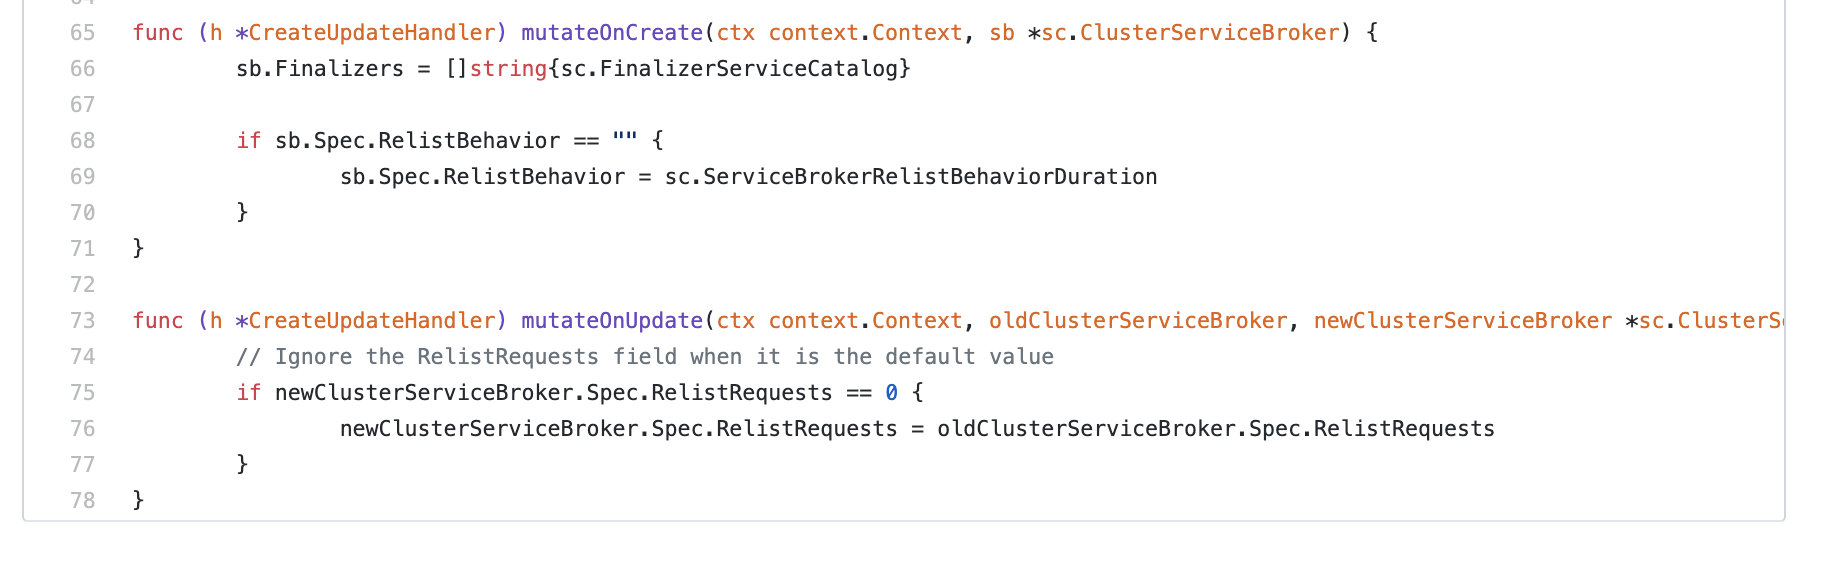 65 func (h *CreateUpdateHandler) mutateOnCreate(ctx context.Context, sb *sc.ClusterServiceBroker) {
66 sb.Finalizers = []string{sc.FinalizerServiceCatalog}
67
68 if sb.Spec.RelistBehavior == "" {
69 sb.Spec.RelistBehavior = sc.ServiceBrokerRelistBehaviorDuration
70 }
71 }
72
73 func (h *CreateUpdateHandler) mutateOnUpdate(ctx context.Context, oldClusterServiceBroker, newClusterServiceBroker *sc.ClusterS
74 // Ignore the RelistRequests field when it is the default value
75 if newClusterServiceBroker.Spec.RelistRequests == 0 {
76 newClusterServiceBroker.Spec.RelistRequests = oldClusterServiceBroker.Spec.RelistRequests
77 }
78 }